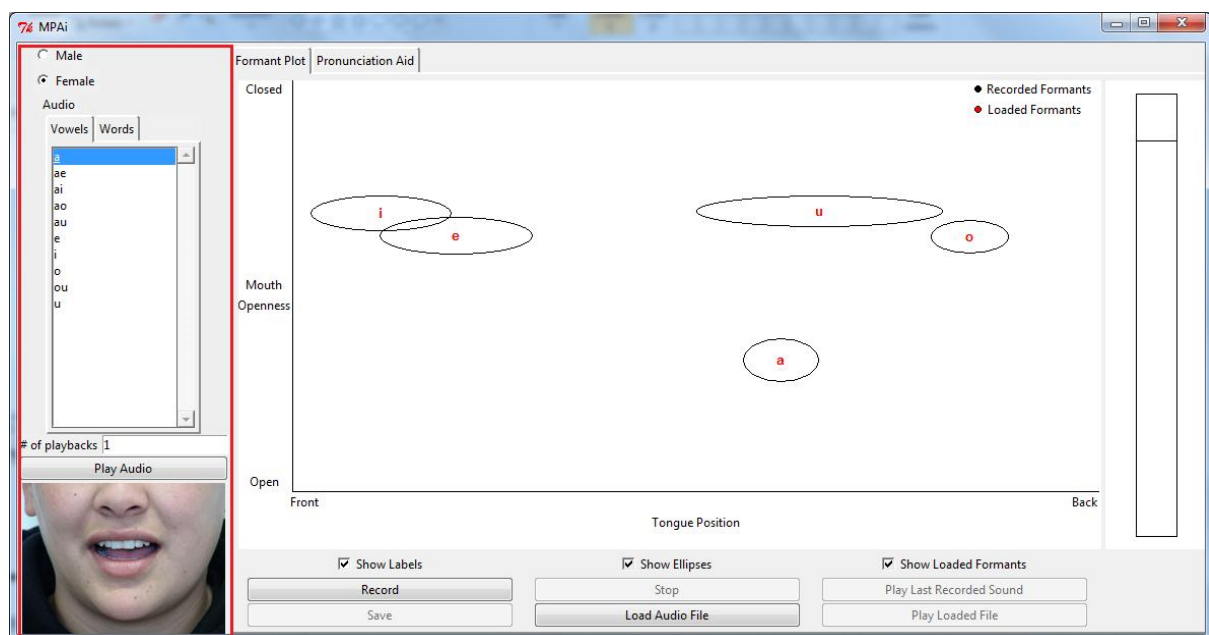 MPAi
Male
Female
Audio
Vowels Words
a
ae
ai
ao
au
e
i
o
ou
u
# of playbacks 1
Play Audio
Formant Plot Pronunciation Aid
Closed
Recorded Formants
Loaded Formants
i
e
u
o
Mouth
Openness
a
Open
Front Back
Tongue Position
Show Labels Show Ellipses Show Loaded Formants
Record Stop Play Last Recorded Sound
Save Load Audio File Play Loaded File